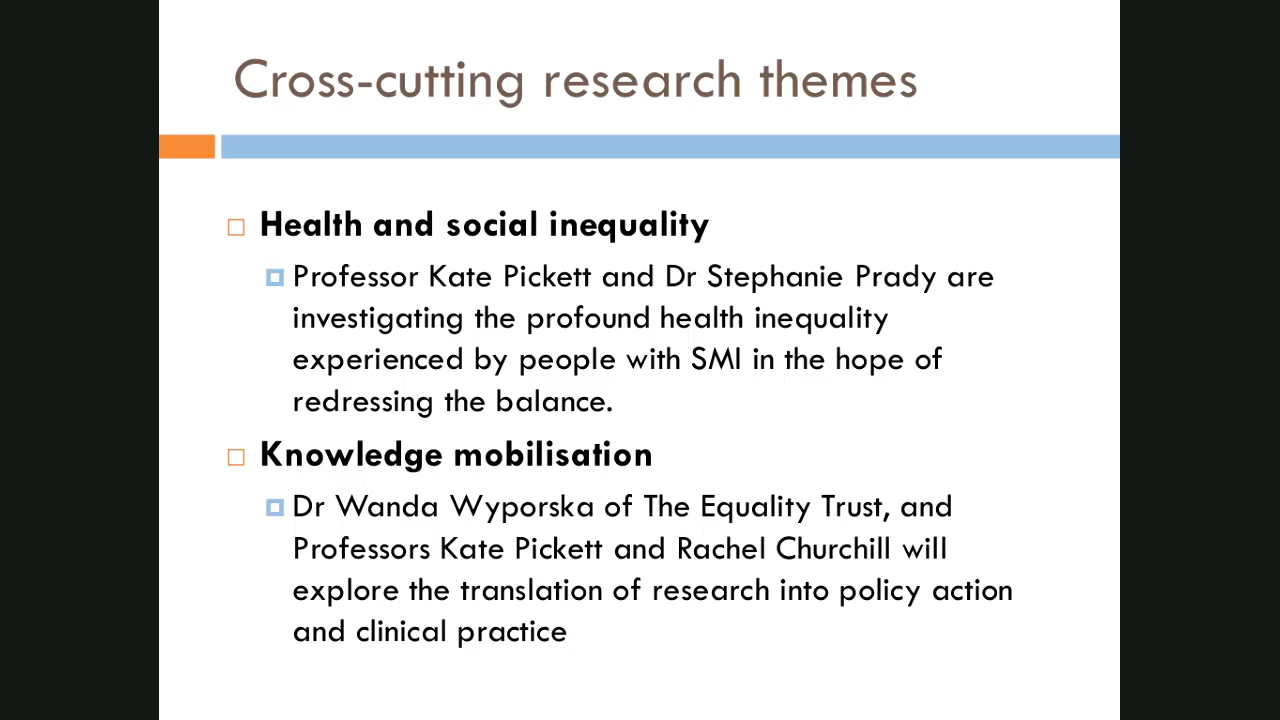 Cross-cutting research themes
Health and social inequality
Professor Kate Pickett and Dr Stephanie Prady are
investigating the profound health inequality
experienced by people with SMI in the hope of
redressing the balance.
Knowledge mobilisation
Dr Wanda Wyporska of The Equality Trust, and
Professors Kate Pickett and Rachel Churchill will
explore the translation of research into policy action
and clinical practice